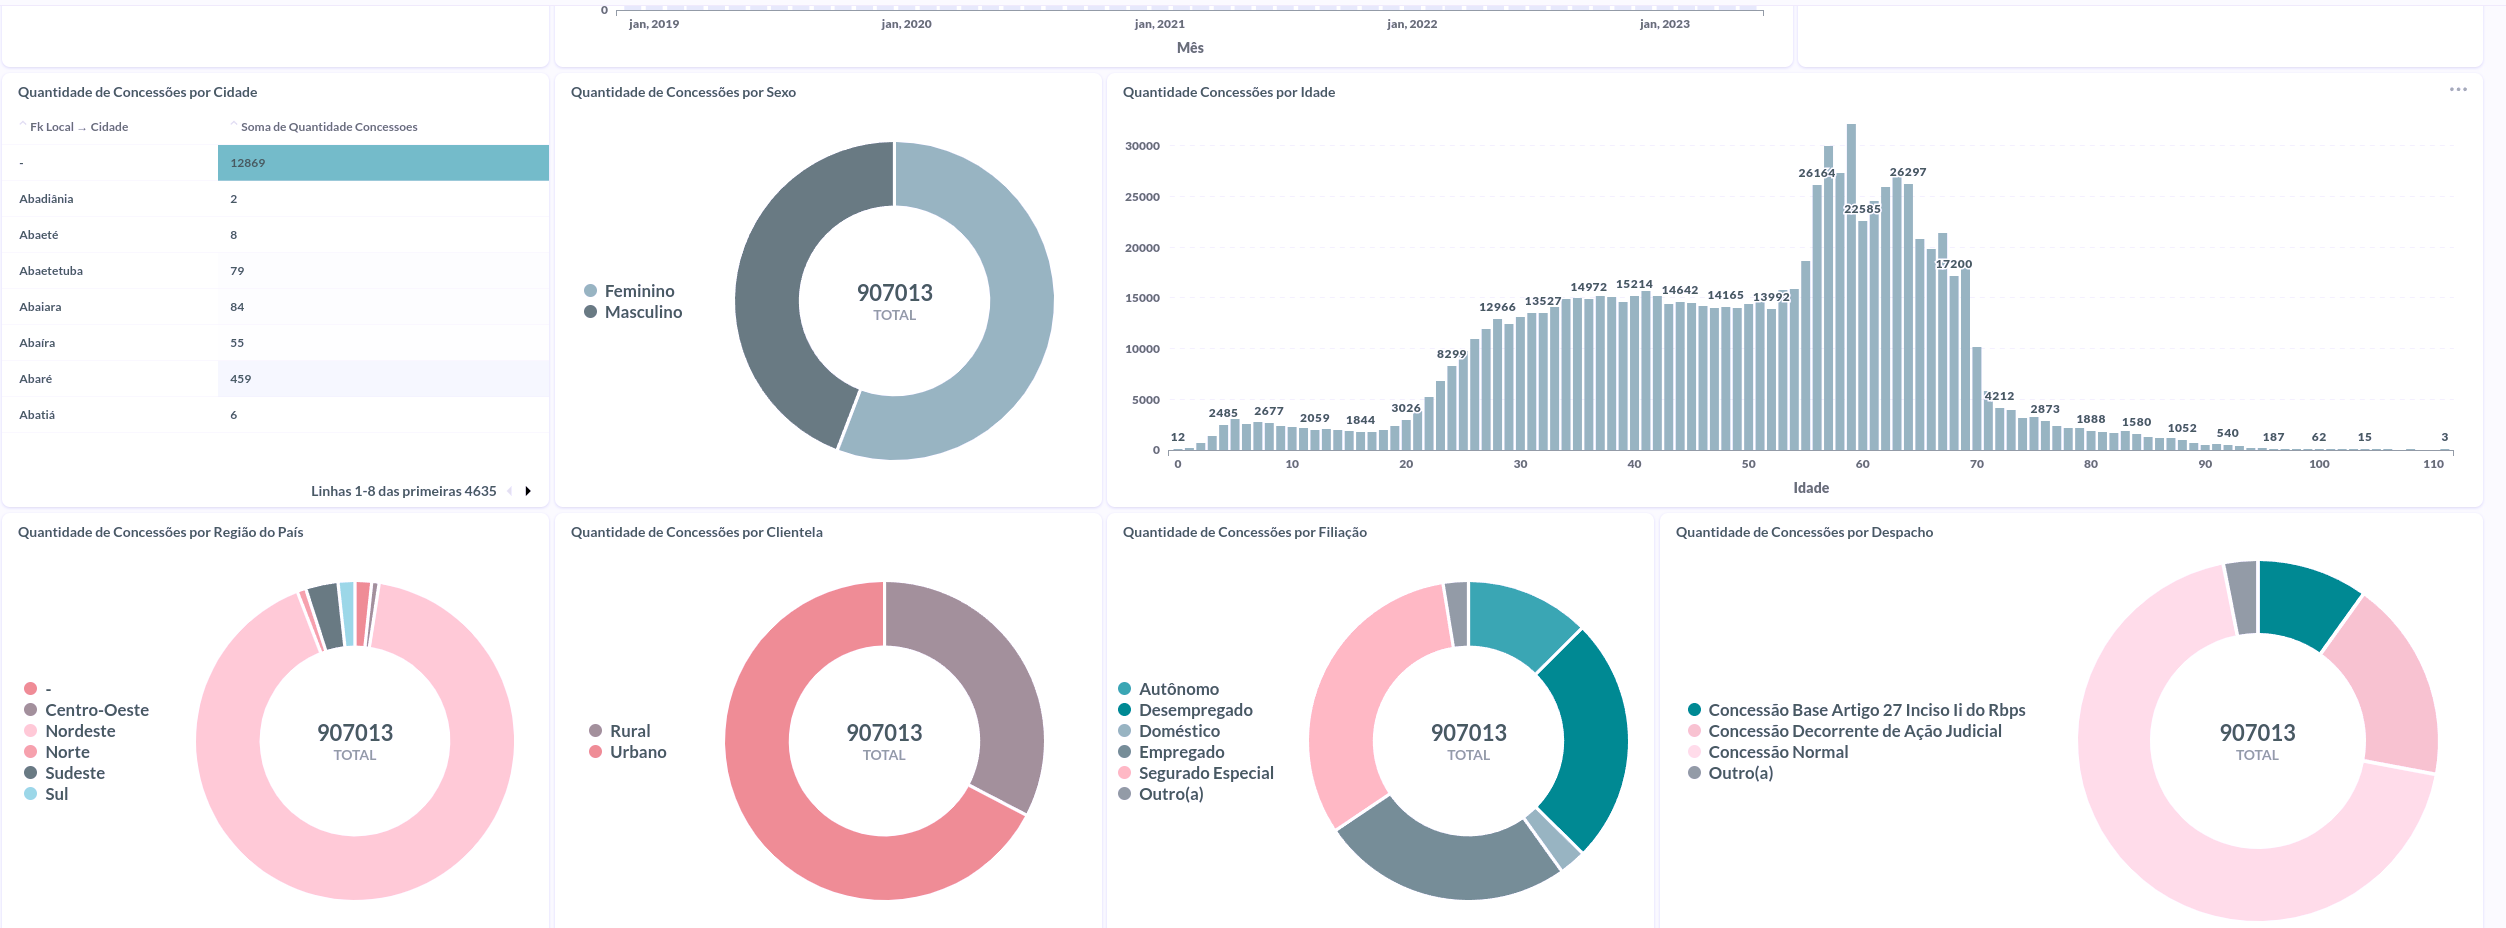 0
jan, 2019 jan, 2020 jan, 2021 jan, 2022 jan, 2023
Mês
Quantidade de Concessões por Cidade
Fk Local → Cidade Soma de Quantidade Concessoes
- 12869
Abadiânia 2
Abaeté 8
Abaetetuba 79
Abaiara 84
Abaíra 55
Abaré 459
Abatiá 6
Linhas 1-8 das primeiras 4635
Quantidade de Concessões por Sexo
Feminino
Masculino
907013
TOTAL
Quantidade Concessões por Idade
30000
25000
20000
15000
10000
5000
0
12 2485 2677 2059 1844 3026 8299 12966 13527 14972 15214 14642 14165 13992 26164 22585 26297 17200 4212 2873 1888 1580 1052 540 187 62 15 3
0 10 20 30 40 50 60 70 80 90 100 110
Idade
Quantidade de Concessões por Região do País
-
Centro-Oeste
Nordeste
Norte
Sudeste
Sul
907013
TOTAL
Quantidade de Concessões por Clientela
Rural
Urbano
907013
TOTAL
Quantidade de Concessões por Filiação
Autônomo
Desempregado
Doméstico
Empregado
Segurado Especial
Outro(a)
907013
TOTAL
Quantidade de Concessões por Despacho
Concessão Base Artigo 27 Inciso Ii do Rbps
Concessão Decorrente de Ação Judicial
Concessão Normal
Outro(a)
907013
TOTAL